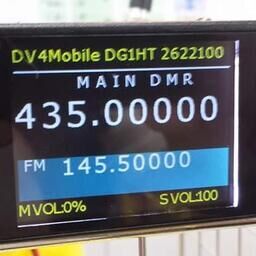 DV4Mobile DG1HT 2622100
MAIN DMR
435.00000
FM 145.50000
MVOL:0% SVOL:100